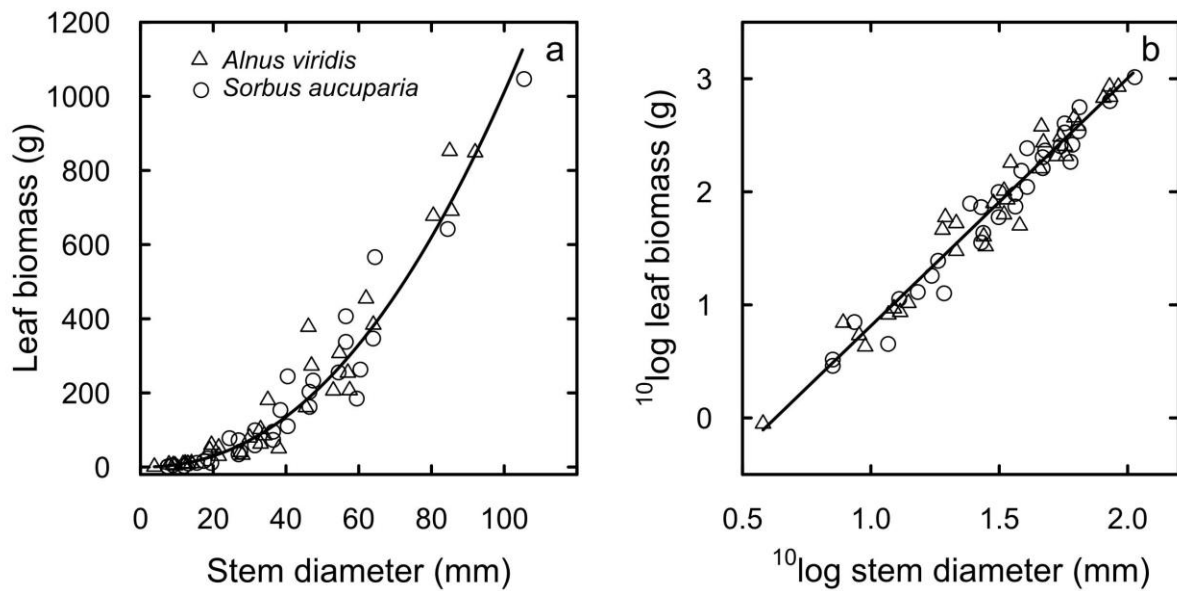 a
Alnus viridis
Sorbus aucuparia
1200
1000
800
600
400
200
0
Leaf biomass (g)
0 20 40 60 80 100
Stem diameter (mm)
b
3
2
1
0
¹⁰log leaf biomass (g)
0.5 1.0 1.5 2.0
¹⁰log stem diameter (mm)